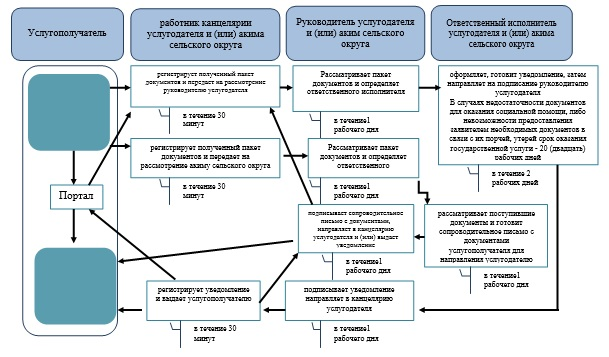 Услугополучатель
работник канцелярии
услугодателя и (или) акима
сельского округа
Руководитель услугодателя
и (или) аким сельского
округа
Ответственный исполнитель
услугодателя и (или) акима
сельского округа
регистрирует полученный пакет
документов и передает на рассмотрение
руководителю услугодателя
в течение 30
минут
Рассматривает пакет
документов и определяет
ответственного исполнителя
в течение1
рабочего дня
оформляет, готовит уведомление, затем
направляет на подписание руководителю
услугодателя
В случаях недостаточности документов
для оказания социальной помощи, либо
невозможности предоставления
заявителем необходимых документов в
связи с их порчей, утерей срок оказания
государственной услуги - 20 (двадцать)
рабочих дней
в течение 2
рабочих дней
регистрирует полученный пакет
документов и передает на
рассмотрение акиму сельского округа
в течение 30
минут
Рассматривает пакет
документов и определяет
ответственного
в течение1
рабочего дня
Портал
подписывает сопроводительное
письмо с документами,
направляет в канцелярию
услугодателя и (или) выдает
уведомление
в течение1
рабочего дня
рассматривает поступившие
документы и готовит
сопроводительное письмо с
документами
услугополучателя для
направления услугодателю
в течение1
рабочего дня
регистрирует уведомление
и выдает услугополучателю
в течение 30
минут
подписывает уведомление
направляет в канцелярию
услугодателя
в течение1
рабочего дня